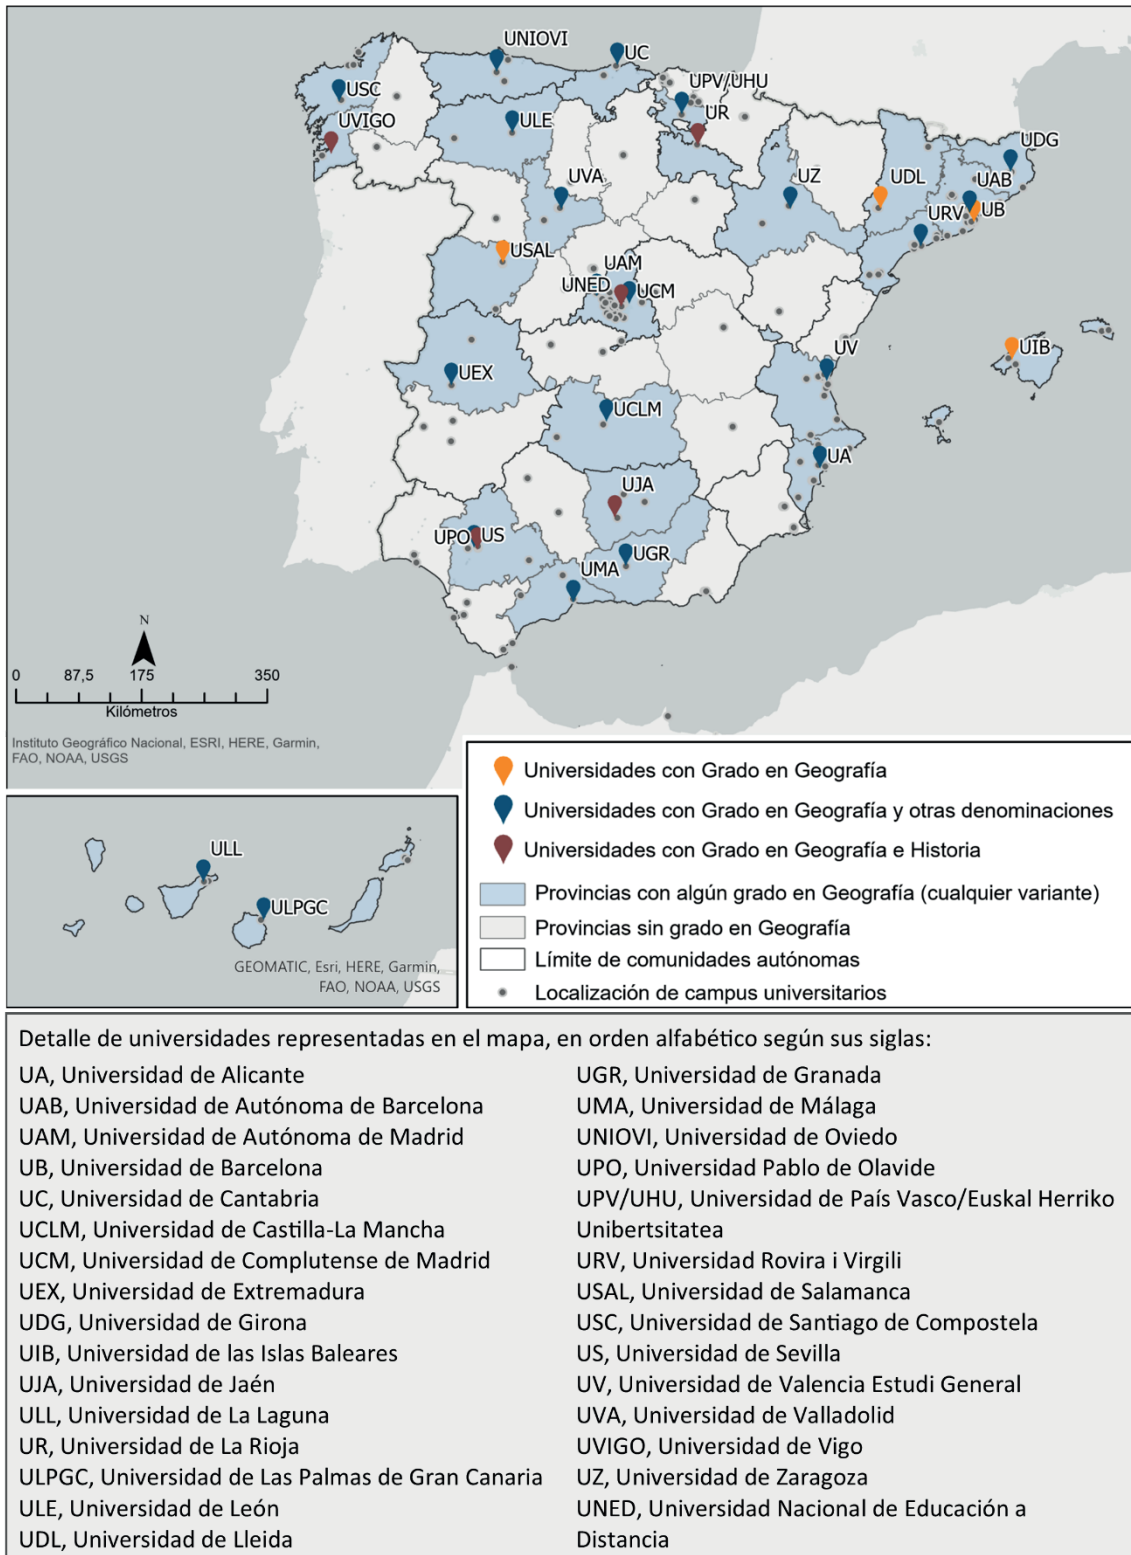 UNIOVI
UC
USC
UPV/UHU
UR
UVIGO
ULE
UDG
UVA
UZ
UDL
UAB
URV
UB
USAL
UAM
UNED
UCM
UV
UIB
UEX
UCLM
UA
UJA
UPO
US
UGR
UMA
N
0 87,5 175 350
Kilómetros
Instituto Geográfico Nacional, ESRI, HERE, Garmin,
FAO, NOAA, USGS
Universidades con Grado en Geografía
Universidades con Grado en Geografía y otras denominaciones
Universidades con Grado en Geografía e Historia
Provincias con algún grado en Geografía (cualquier variante)
Provincias sin grado en Geografía
Límite de comunidades autónomas
Localización de campus universitarios
ULL
ULPGC
GEOMATIC, Esri, HERE, Garmin,
FAO, NOAA, USGS
Detalle de universidades representadas en el mapa, en orden alfabético según sus siglas:
UA, Universidad de Alicante
UAB, Universidad de Autónoma de Barcelona
UAM, Universidad de Autónoma de Madrid
UB, Universidad de Barcelona
UC, Universidad de Cantabria
UCLM, Universidad de Castilla-La Mancha
UCM, Universidad de Complutense de Madrid
UEX, Universidad de Extremadura
UDG, Universidad de Girona
UIB, Universidad de las Islas Baleares
UJA, Universidad de Jaén
ULL, Universidad de La Laguna
UR, Universidad de La Rioja
ULPGC, Universidad de Las Palmas de Gran Canaria
ULE, Universidad de León
UDL, Universidad de Lleida
UGR, Universidad de Granada
UMA, Universidad de Málaga
UNIOVI, Universidad de Oviedo
UPO, Universidad Pablo de Olavide
UPV/UHU, Universidad de País Vasco/Euskal Herriko
Unibertsitatea
URV, Universidad Rovira i Virgili
USAL, Universidad de Salamanca
USC, Universidad de Santiago de Compostela
US, Universidad de Sevilla
UV, Universidad de Valencia Estudi General
UVA, Universidad de Valladolid
UVIGO, Universidad de Vigo
UZ, Universidad de Zaragoza
UNED, Universidad Nacional de Educación a
Distancia